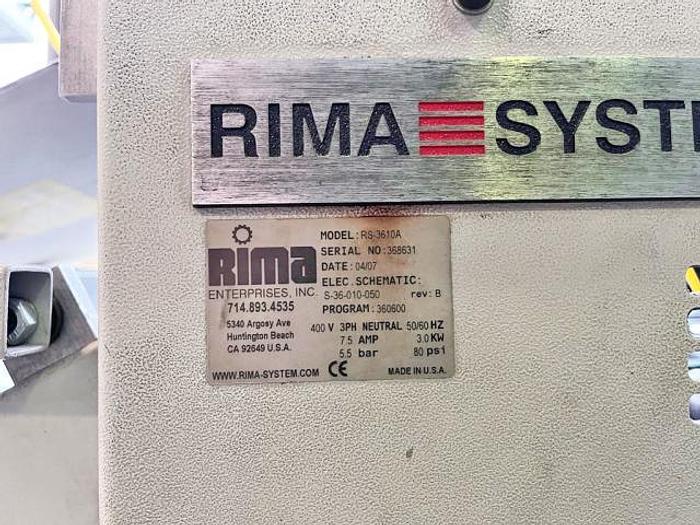 RIMA SYSTE
MODEL: RS-3610A
SERIAL NO: 368631
DATE: 04/07
ELEC. SCHEMATIC:
S-36-010-050 rev: B
PROGRAM: 360600
Rima
ENTERPRISES, INC.
714.893.4535
5340 Argosy Ave
Huntington Beach
CA 92649 U.S.A.
400 V 3PH NEUTRAL 50/60 HZ
7.5 AMP 3.0 KW
5.5 bar 80 psi
WWW.RIMA-SYSTEM.COM CE MADE IN U.S.A.